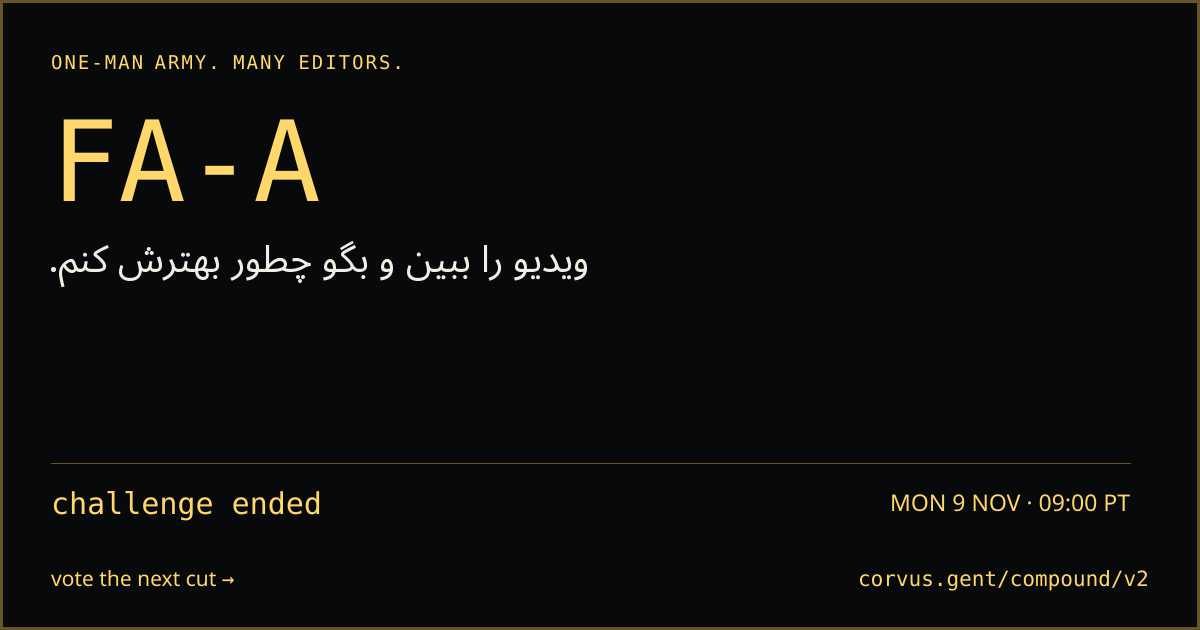 ONE-MAN ARMY. MANY EDITORS.
FA-A
ویدیو را ببین و بگو چطور بهترش کنم.
challenge ended
MON 9 NOV · 09:00 PT
vote the next cut →
corvus.gent/compound/v2